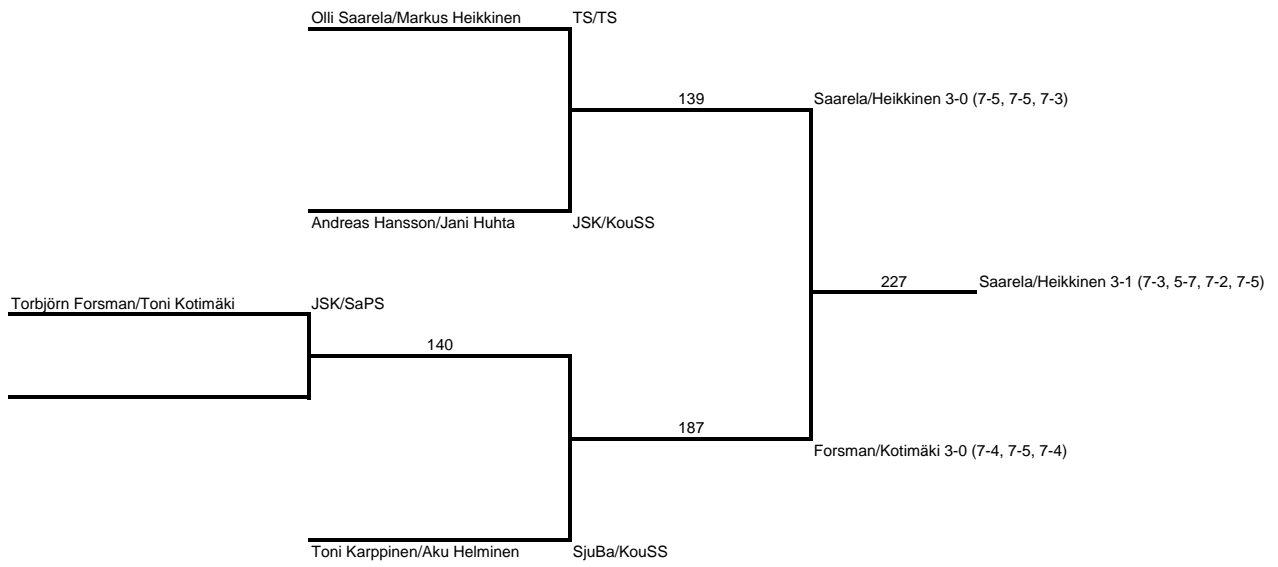 Olli Saarela/Markus Heikkinen TS/TS
139 Saarela/Heikkinen 3-0 (7-5, 7-5, 7-3)
Andreas Hansson/Jani Huhta JSK/KouSS
227 Saarela/Heikkinen 3-1 (7-3, 5-7, 7-2, 7-5)
Torbjörn Forsman/Toni Kotimäki JSK/SaPS
140
187
Forsman/Kotimäki 3-0 (7-4, 7-5, 7-4)
Toni Karppinen/Aku Helminen SjuBa/KouSS